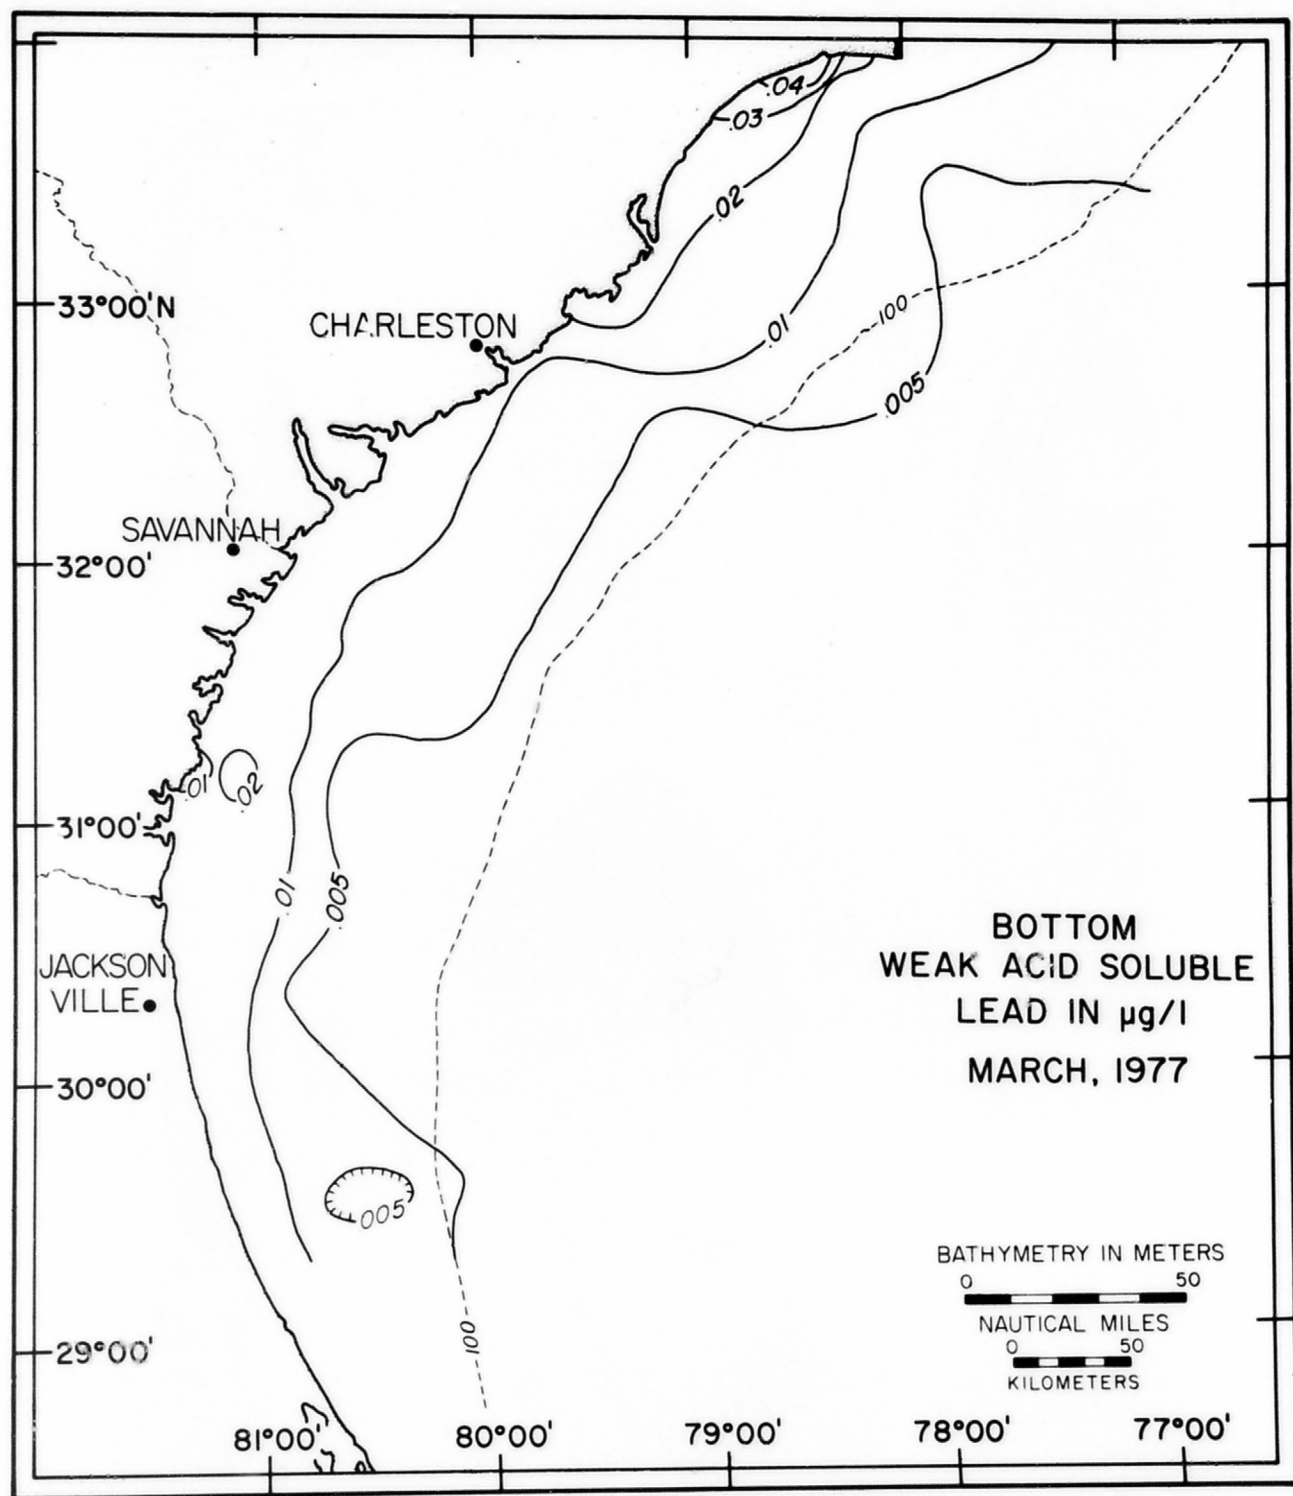 .04
.03
.02
33°00'N
CHARLESTON
.01
100
.005
SAVANNAH
32°00'
.01
.02
31°00'
.01
.005
BOTTOM
WEAK ACID SOLUBLE
LEAD IN µg/l
MARCH, 1977
JACKSON
VILLE
30°00'
.005
BATHYMETRY IN METERS
0 50
NAUTICAL MILES
0 50
KILOMETERS
29°00'
100
81°00' 80°00' 79°00' 78°00' 77°00'